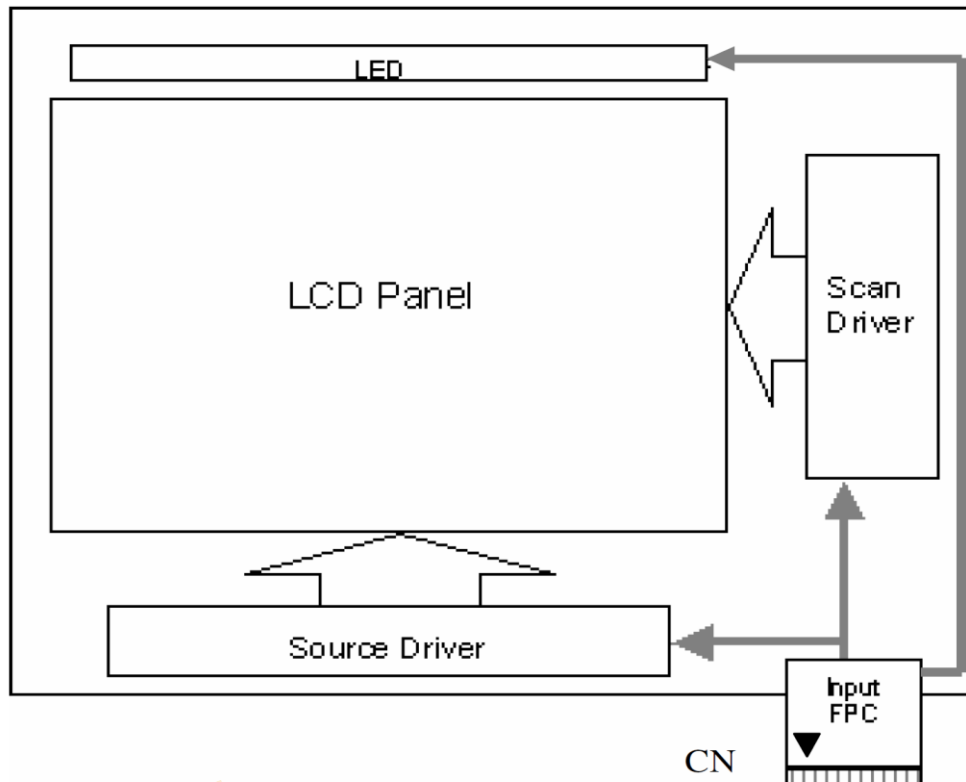 LED
LCD Panel
Scan
Driver
Source Driver
Input
FPC
CN